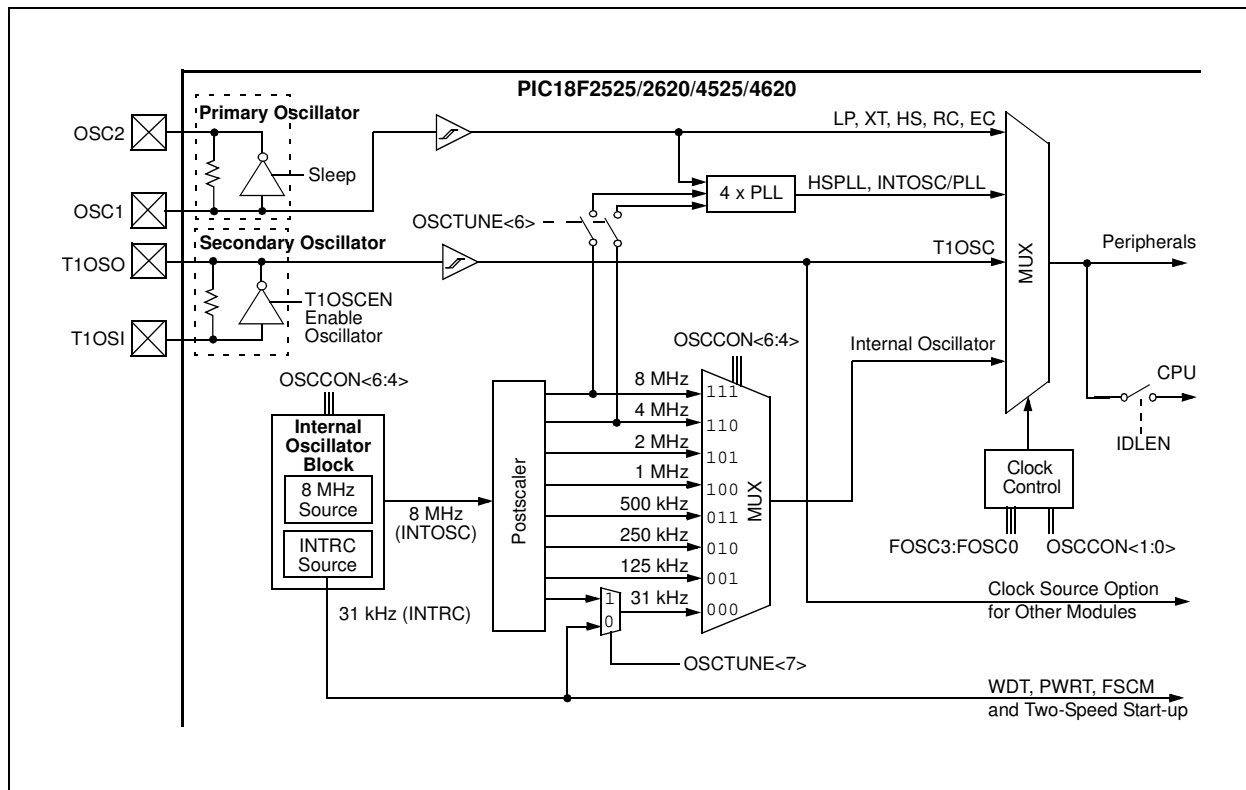 PIC18F2525/2620/4525/4620
Primary Oscillator
OSC2
Sleep
OSC1
LP, XT, HS, RC, EC
4 x PLL
HSPLL, INTOSC/PLL
OSCTUNE<6>
Secondary Oscillator
T1OSO
T1OSCEN
Enable
Oscillator
T1OSI
T1OSC
MUX
Peripherals
Internal Oscillator
CPU
IDLEN
Clock
Control
FOSC3:FOSC0
OSCCON<1:0>
OSCCON<6:4>
OSCCON<6:4>
Internal
Oscillator
Block
8 MHz
Source
INTRC
Source
8 MHz
(INTOSC)
31 kHz (INTRC)
Postscaler
8 MHz
111
4 MHz
110
2 MHz
101
1 MHz
100
500 kHz
011
250 kHz
010
125 kHz
001
31 kHz
000
MUX
1
0
OSCTUNE<7>
Clock Source Option
for Other Modules
WDT, PWRT, FSCM
and Two-Speed Start-up